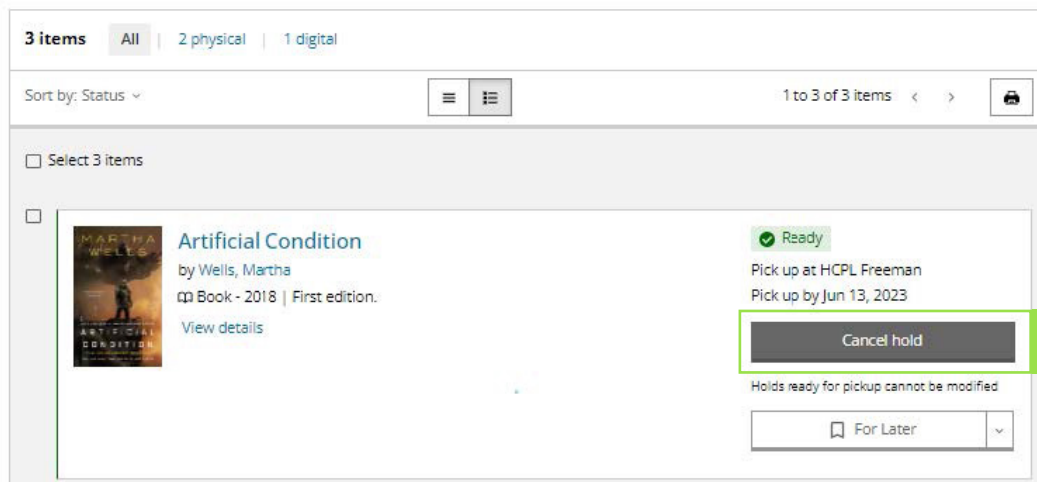 3 items All | 2 physical | 1 digital
Sort by: Status 1 to 3 of 3 items
Select 3 items
MARTHA
WELLS
ARTIFICIAL
CONDITION
Artificial Condition
by Wells, Martha
Book - 2018 | First edition.
View details
Ready
Pick up at HCPL Freeman
Pick up by Jun 13, 2023
Cancel hold
Holds ready for pickup cannot be modified
For Later